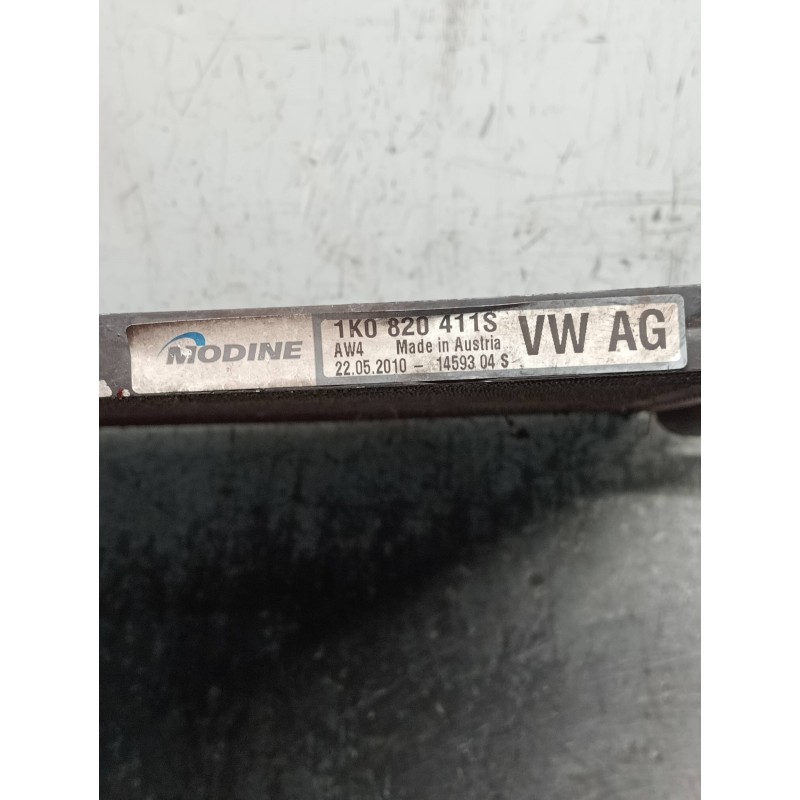 MODINE
1K0 820 411S
AW4 Made in Austria
22.05.2010 - 14593 04 S
VW AG